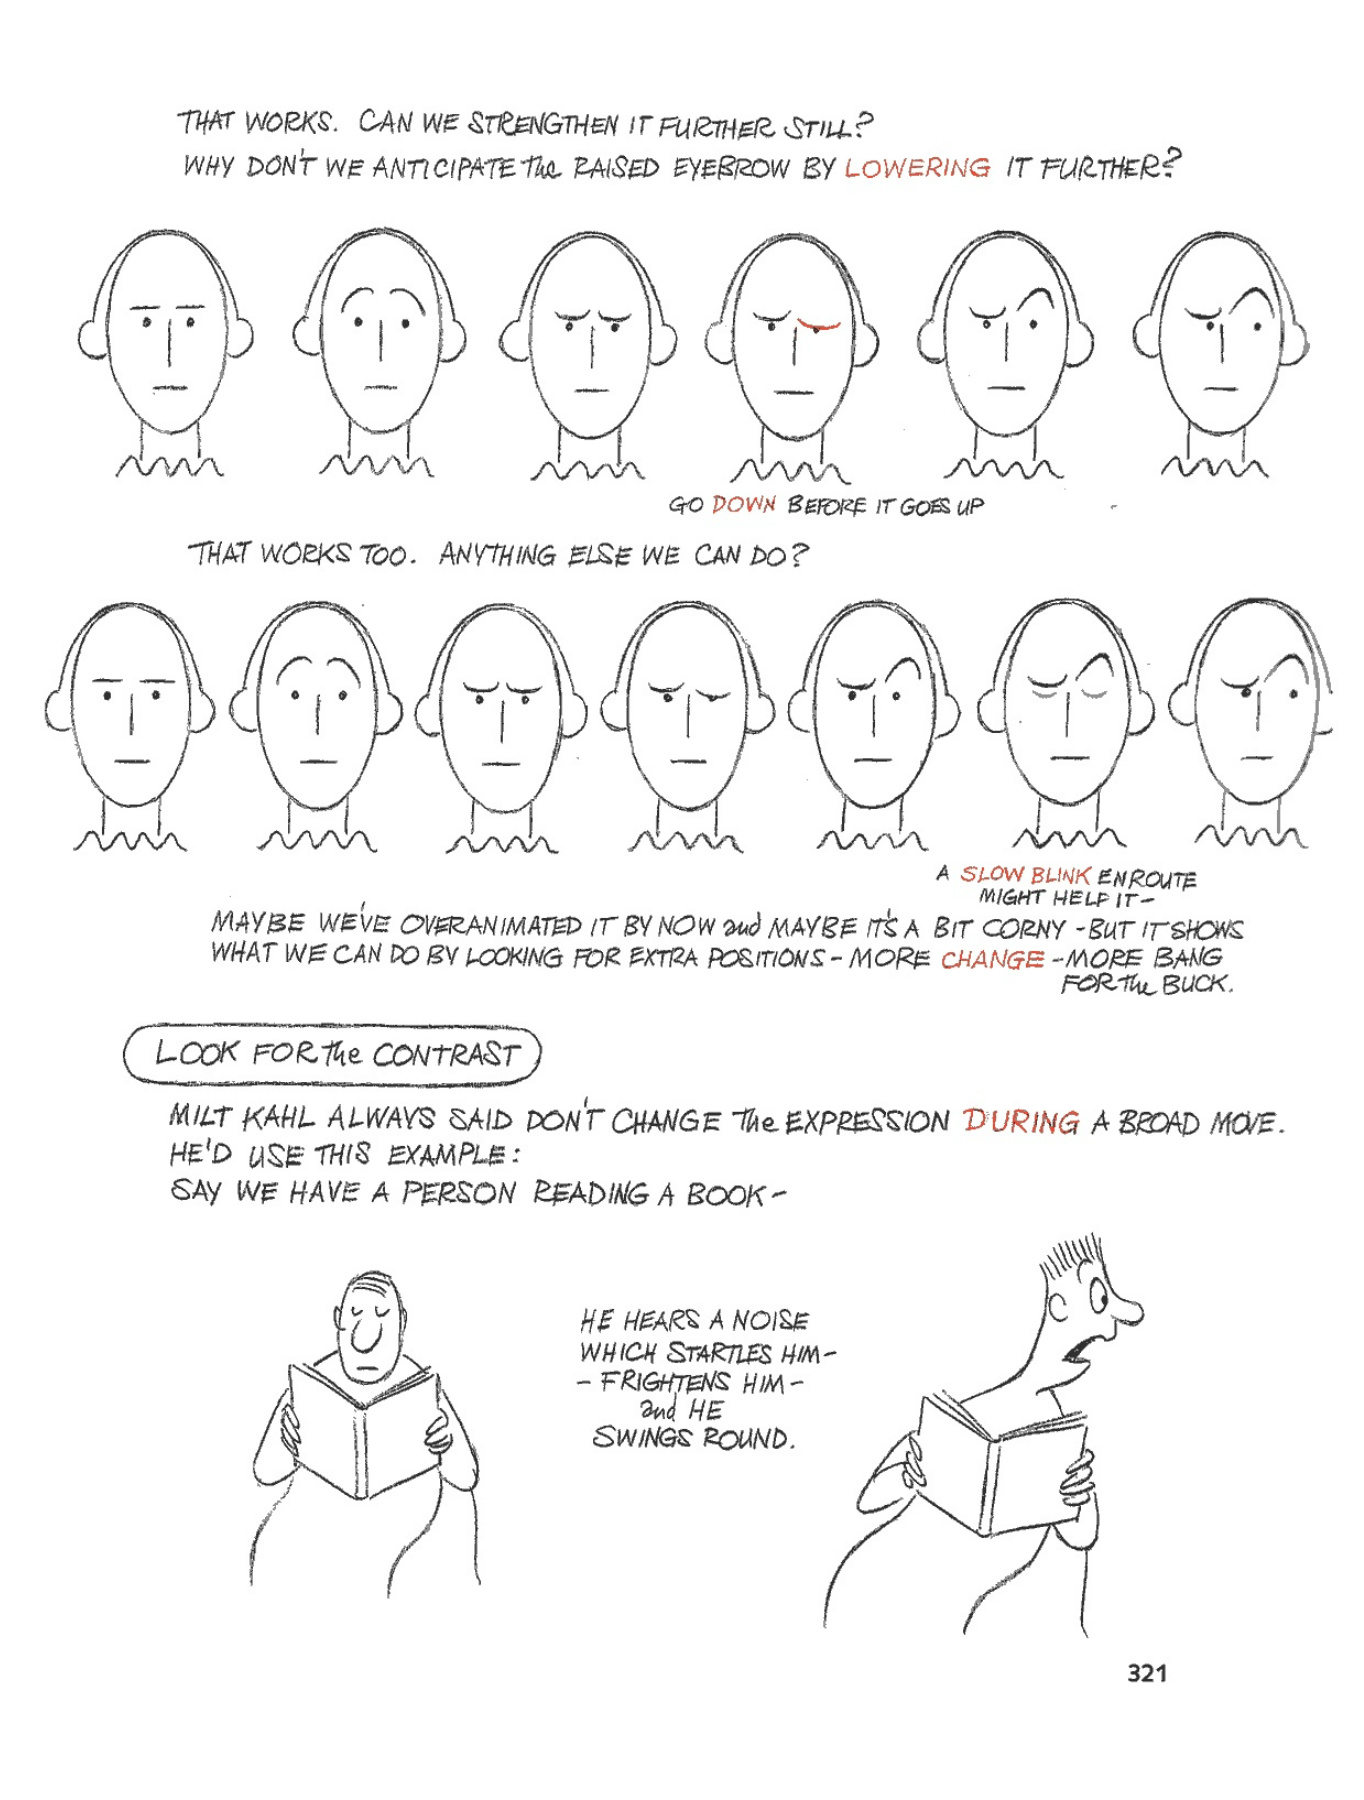 THAT WORKS. CAN WE STRENGTHEN IT FURTHER STILL?
WHY DON'T WE ANTICIPATE The RAISED EYEBROW BY LOWERING IT FURTHER?
GO DOWN BEFORE IT GOES UP
THAT WORKS TOO. ANYTHING ELSE WE CAN DO?
A SLOW BLINK ENROUTE
MIGHT HELP IT -
MAYBE WE'VE OVERANIMATED IT BY NOW and MAYBE IT'S A BIT CORNY - BUT IT SHOWS
WHAT WE CAN DO BY LOOKING FOR EXTRA POSITIONS - MORE CHANGE - MORE BANG
FOR The BUCK.
LOOK FOR The CONTRAST
MILT KAHL ALWAYS SAID DON'T CHANGE The EXPRESSION DURING A BROAD MOVE.
HE'D USE THIS EXAMPLE:
SAY WE HAVE A PERSON READING A BOOK -
HE HEARS A NOISE
WHICH STARTLES HIM -
- FRIGHTENS HIM -
and HE
SWINGS ROUND.
321